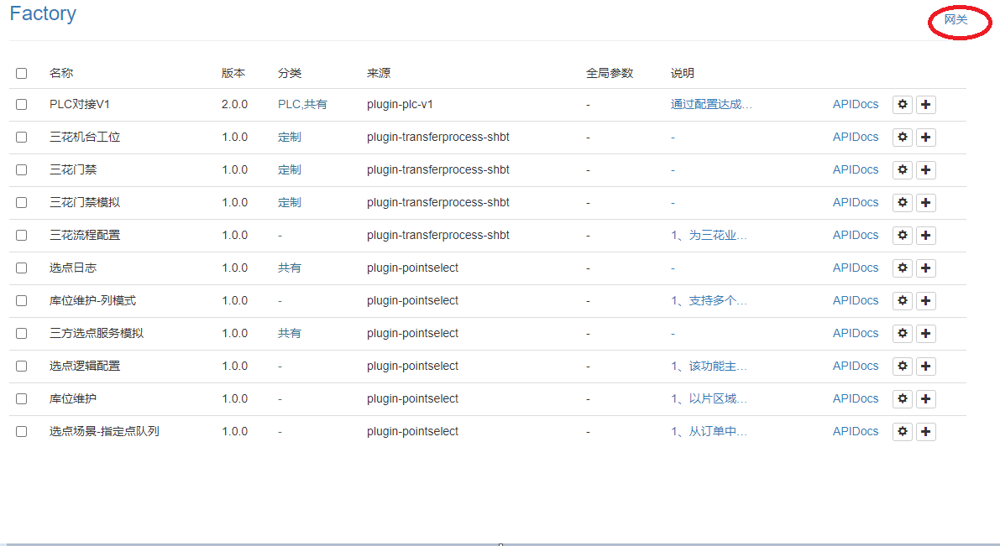 Factory
网关
名称 版本 分类 来源 全局参数 说明
PLC对接V1 2.0.0 PLC,共有 plugin-plc-v1 - 通过配置达成... APIDocs
三花机台工位 1.0.0 定制 plugin-transferprocess-shbt - - APIDocs
三花门禁 1.0.0 定制 plugin-transferprocess-shbt - - APIDocs
三花门禁模拟 1.0.0 定制 plugin-transferprocess-shbt - - APIDocs
三花流程配置 1.0.0 - plugin-transferprocess-shbt - 1、为三花业... APIDocs
选点日志 1.0.0 共有 plugin-pointselect - - APIDocs
库位维护-列模式 1.0.0 - plugin-pointselect - 1、支持多个... APIDocs
三方选点服务模拟 1.0.0 共有 plugin-pointselect - - APIDocs
选点逻辑配置 1.0.0 - plugin-pointselect - 1、该功能主... APIDocs
库位维护 1.0.0 - plugin-pointselect - 1、以片区域... APIDocs
选点场景-指定点队列 1.0.0 - plugin-pointselect - 1、从订单中... APIDocs